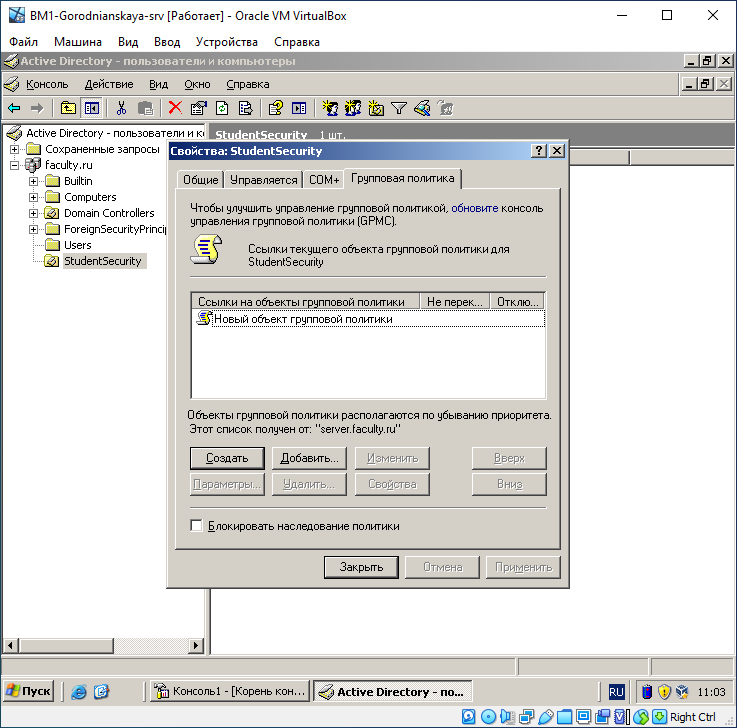 BM1-Gorodnianskaya-srv [Работает] - Oracle VM VirtualBox
Файл Машина Вид Ввод Устройства Справка
Active Directory - пользователи и компьютеры
Консоль Действие Вид Окно Справка
Active Directory - пользователи и к
StudentSecurity 1 шт.
Сохраненные запросы
faculty.ru
Builtin
Computers
Domain Controllers
ForeignSecurityPrincip
Users
StudentSecurity
Свойства: StudentSecurity
Общие Управляется COM+ Групповая политика
Чтобы улучшить управление групповой политикой, обновите консоль
управления групповой политики (GPMC).
Ссылки текущего объекта групповой политики для
StudentSecurity
Ссылки на объекты групповой политики Не перек... Отклю...
Новый объект групповой политики
Объекты групповой политики располагаются по убыванию приоритета.
Этот список получен от: "server.faculty.ru"
Создать Добавить... Изменить Вверх
Параметры... Удалить... Свойства Вниз
Блокировать наследование политики
Закрыть Отмена Применить
Пуск Консоль1 - [Корень кон... Active Directory - по... RU 11:03
Right Ctrl